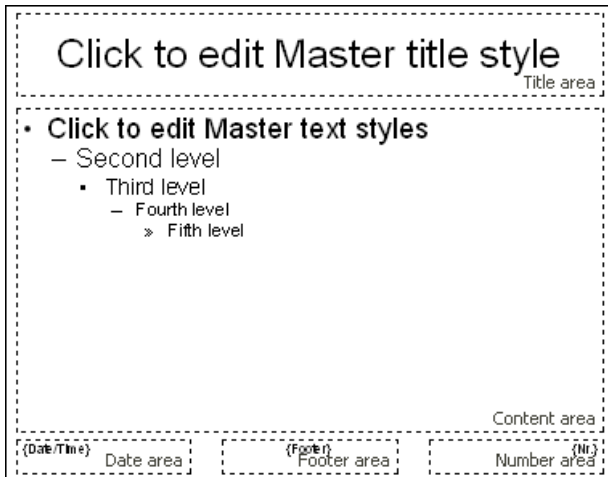 Click to edit Master title style
Title area
• Click to edit Master text styles
– Second level
• Third level
– Fourth level
» Fifth level
Content area
{Date/Time}
Date area
{Footer}
Footer area
{Nr.}
Number area